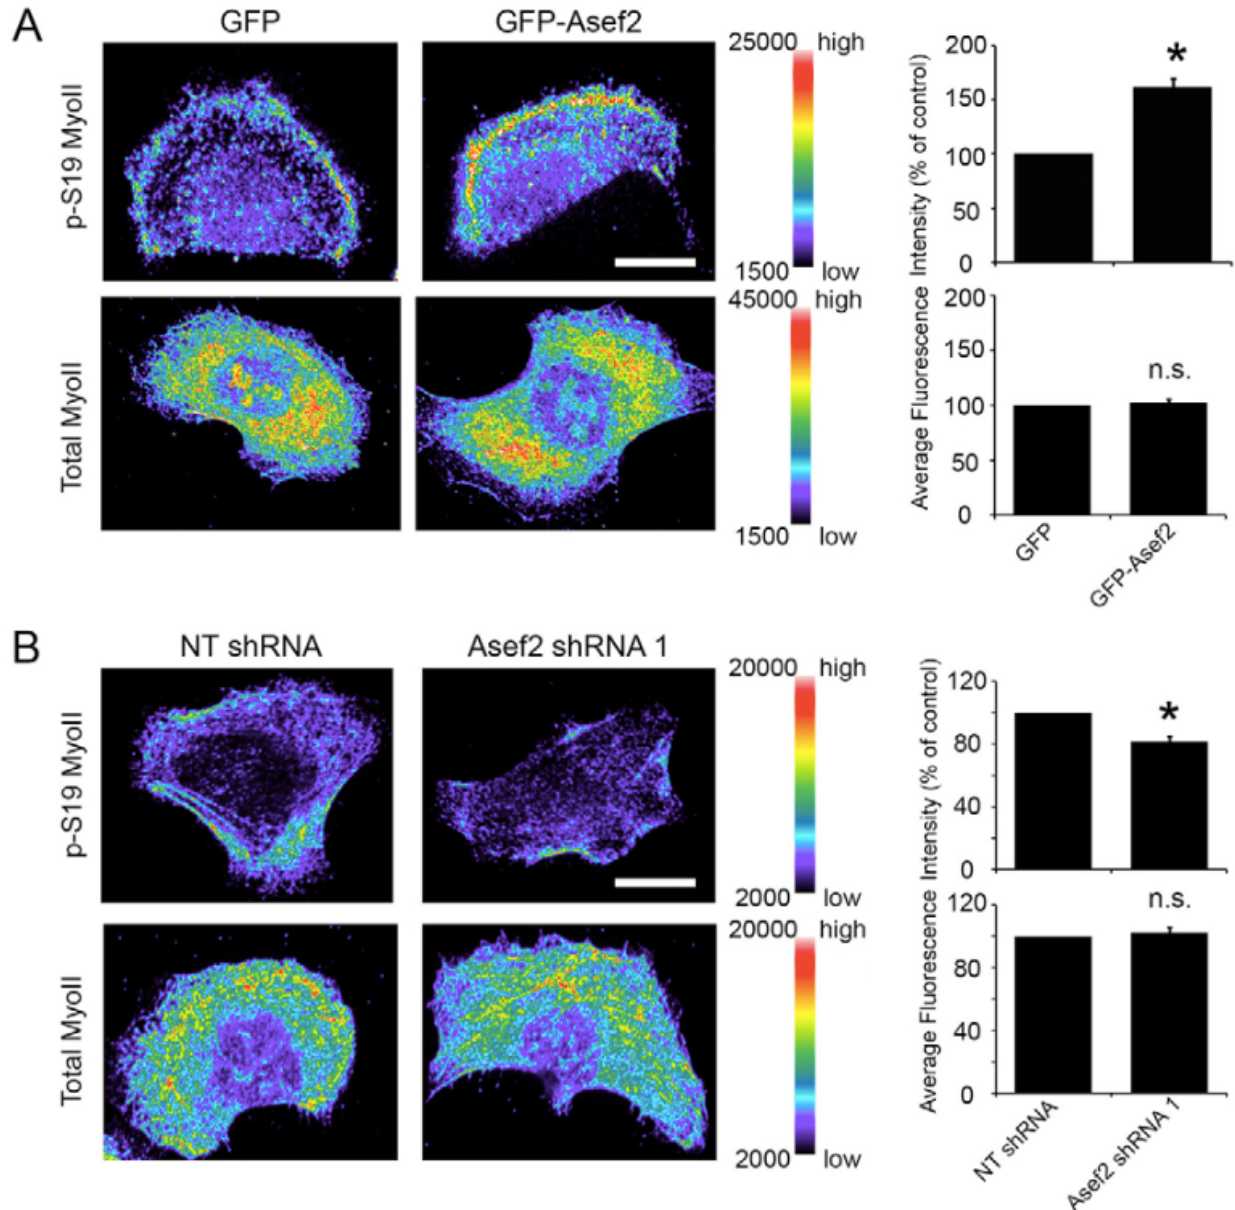 A
GFP
GFP-Asef2
p-S19 MyoII
25000 high
1500 low
Total MyoII
45000 high
1500 low
Average Fluorescence Intensity (% of control)
200
150
100
50
0
*
200
150
100
50
0
n.s.
GFP
GFP-Asef2
B
NT shRNA
Asef2 shRNA 1
p-S19 MyoII
20000 high
2000 low
Total MyoII
20000 high
2000 low
Average Fluorescence Intensity (% of control)
120
80
40
0
*
120
80
40
0
n.s.
NT shRNA
Asef2 shRNA 1